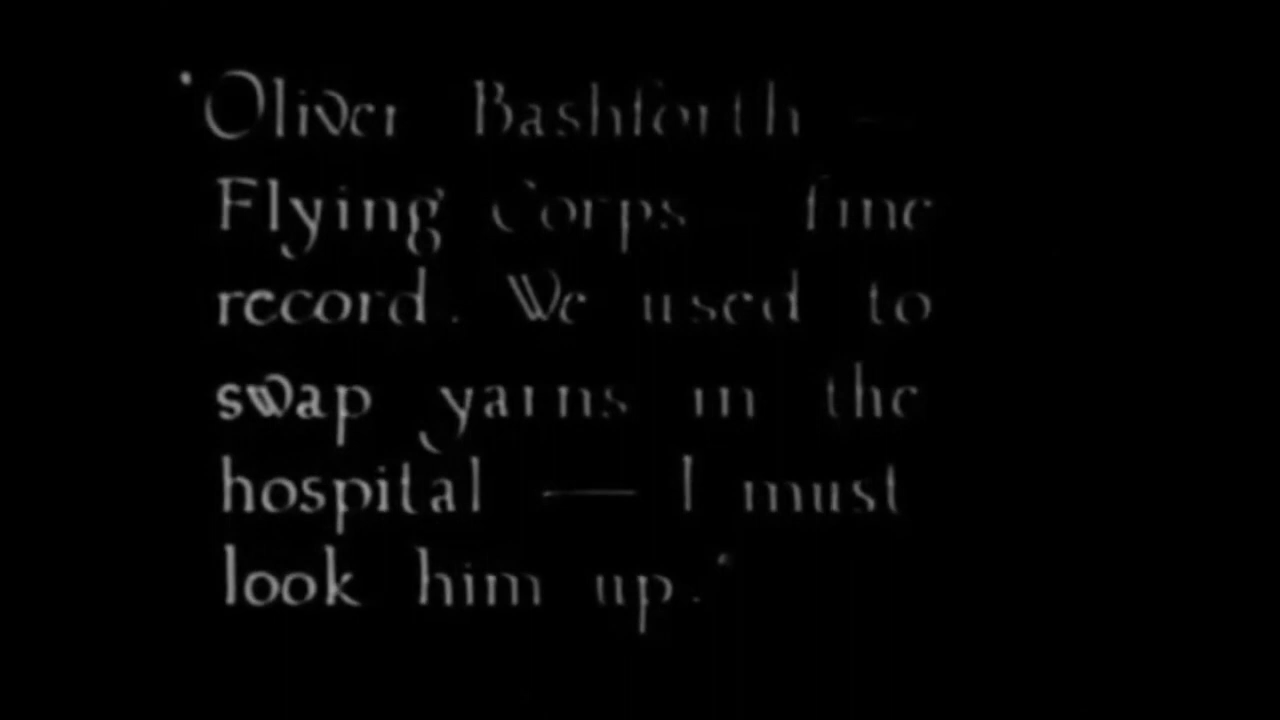 "Oliver Bashforth —
Flying Corps fine
record. We used to
swap yarns in the
hospital — I must
look him up."